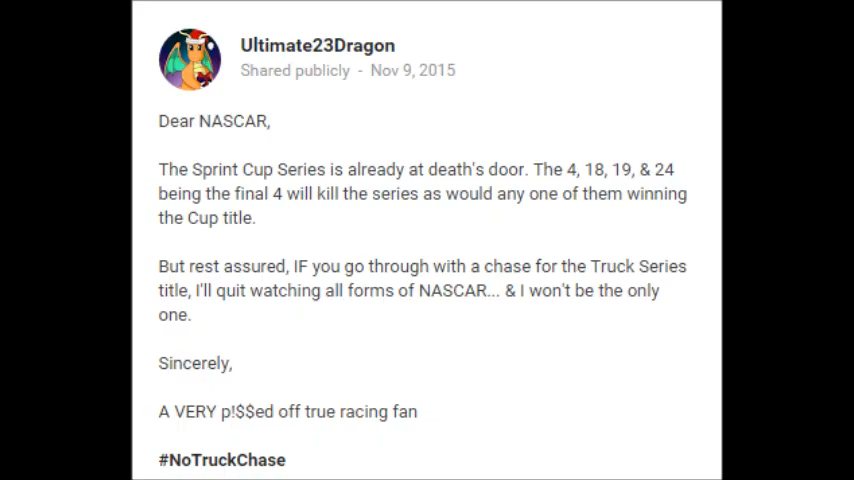 Ultimate23Dragon
Shared publicly - Nov 9, 2015
Dear NASCAR,
The Sprint Cup Series is already at death's door. The 4, 18, 19, & 24
being the final 4 will kill the series as would any one of them winning
the Cup title.
But rest assured, IF you go through with a chase for the Truck Series
title, I'll quit watching all forms of NASCAR... & I won't be the only
one.
Sincerely,
A VERY p!$$ed off true racing fan
#NoTruckChase